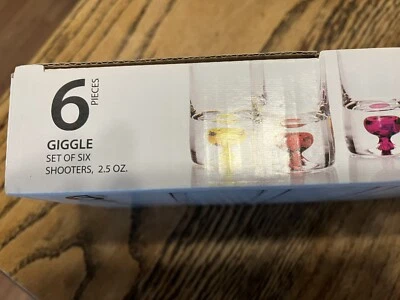 6 PIECES
GIGGLE
SET OF SIX
SHOOTERS, 2.5 OZ.